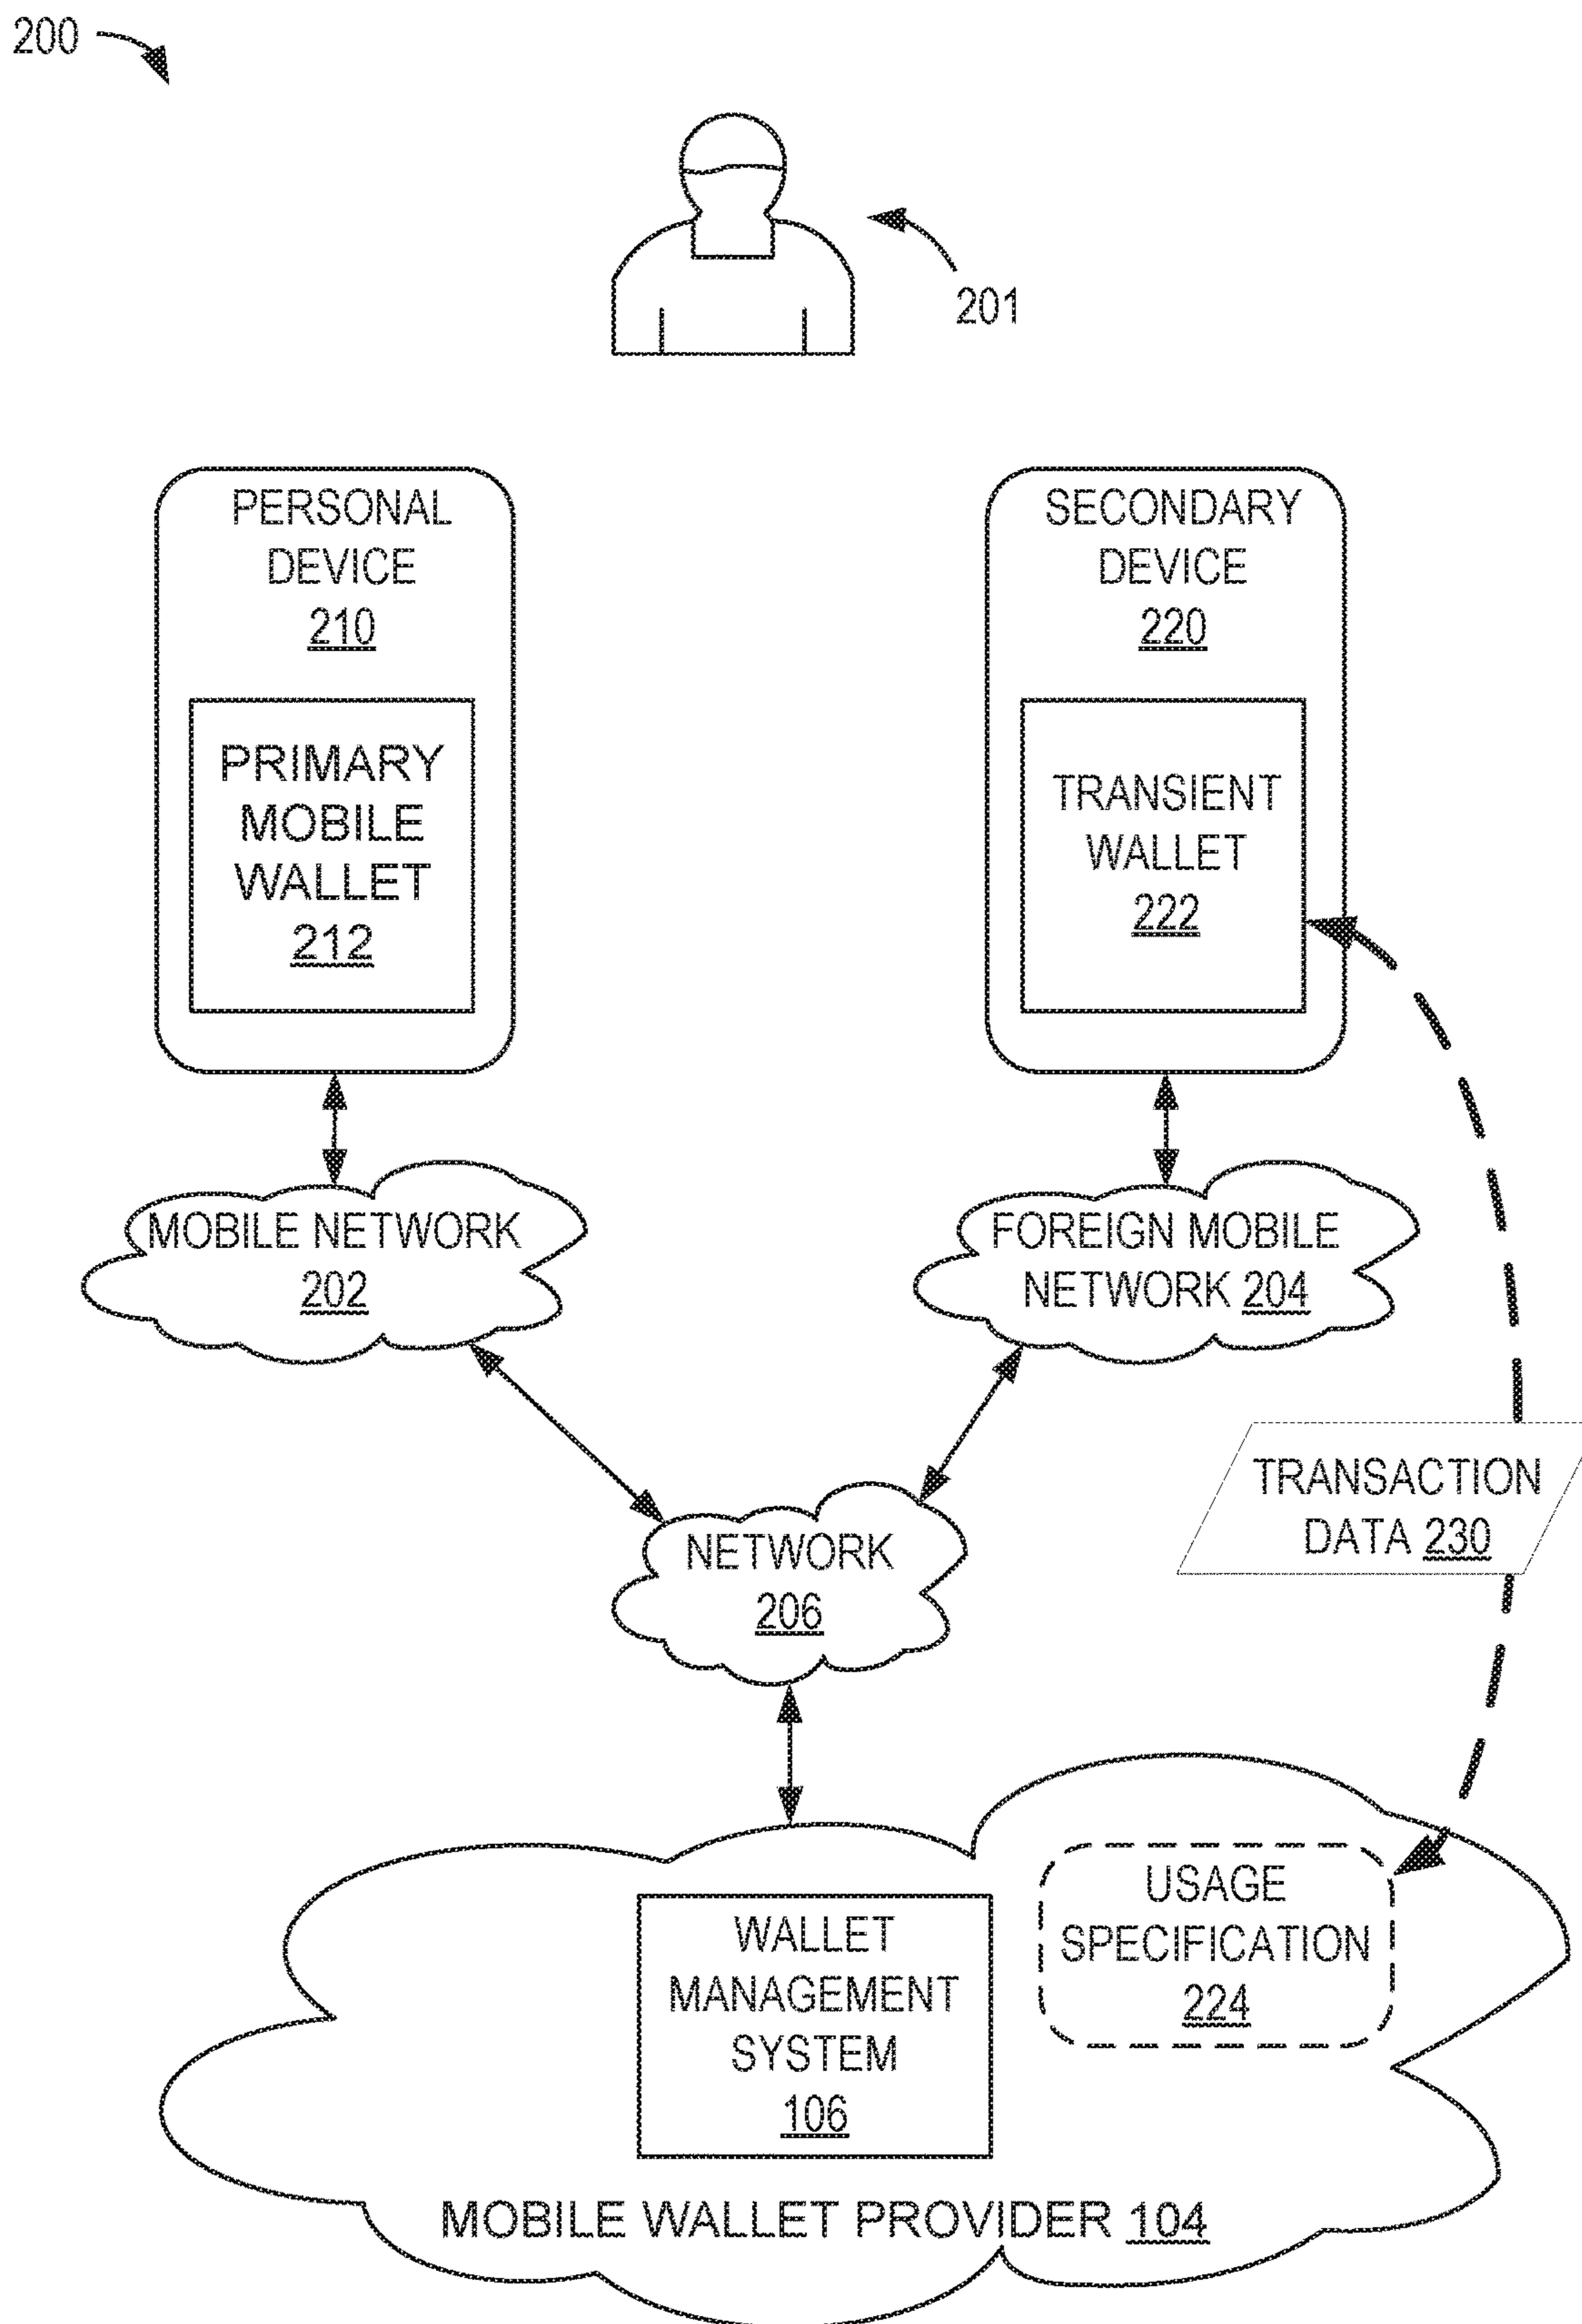 200
201
PERSONAL
DEVICE
210
PRIMARY
MOBILE
WALLET
212
SECONDARY
DEVICE
220
TRANSIENT
WALLET
222
MOBILE NETWORK
202
FOREIGN MOBILE
NETWORK 204
TRANSACTION
DATA 230
NETWORK
206
USAGE
SPECIFICATION
224
WALLET
MANAGEMENT
SYSTEM
106
MOBILE WALLET PROVIDER 104